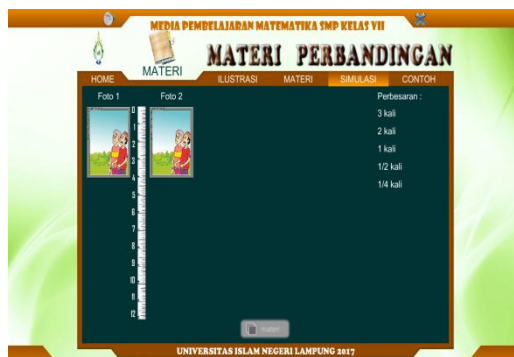 MEDIA PEMBELAJARAN MATEMATIKA SMP KELAS VII
MATERI PERBANDINGAN
HOME MATERI ILUSTRASI MATERI SIMULASI CONTOH
Foto 1 Foto 2 Perbesaran :
3 kali
2 kali
1 kali
1/2 kali
1/4 kali
0
1
2
3
4
5
6
7
8
9
10
11
12
materi
UNIVERSITAS ISLAM NEGERI LAMPUNG 2017